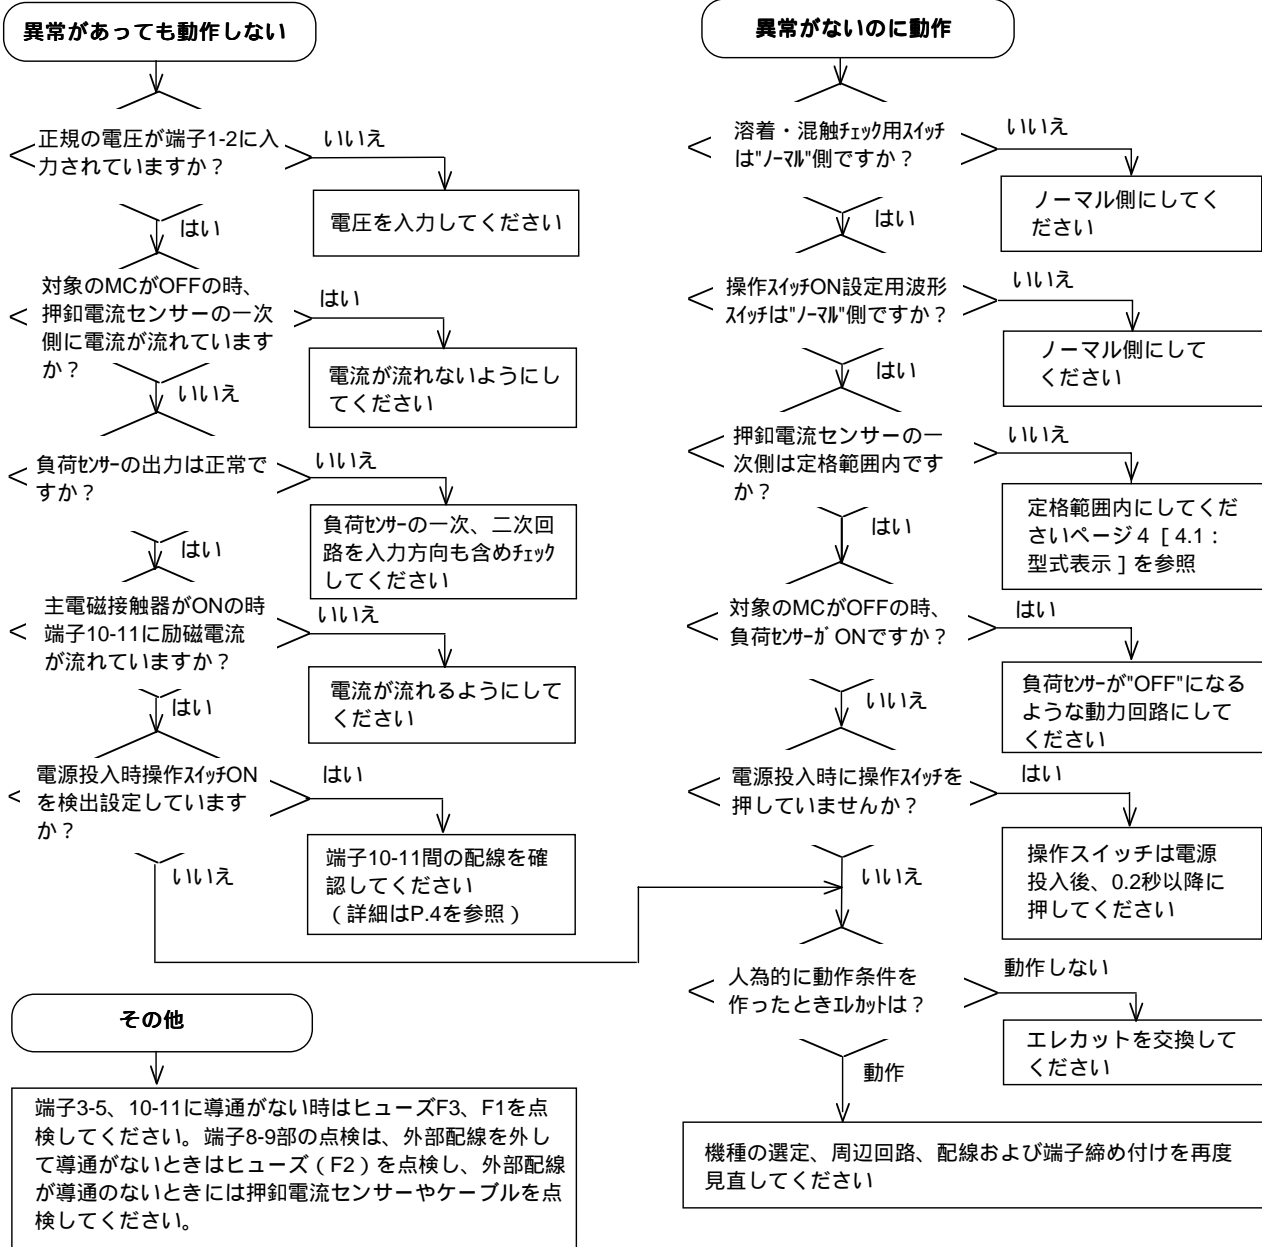 異常があっても動作しない
正規の電圧が端子1-2に入
力されていますか？
いいえ
電圧を入力してください
はい
対象のMCがOFFの時、
押釦電流センサーの一次
側に電流が流れています
か？
はい
電流が流れないようにし
てください
いいえ
負荷ｾﾝｻｰの出力は正常で
すか？
いいえ
負荷ｾﾝｻｰの一次、二次回
路を入力方向も含めﾁｪｯｸ
してください
はい
主電磁接触器がONの時
端子10-11に励磁電流
が流れていますか？
いいえ
電流が流れるようにして
ください
はい
電源投入時操作ｽｲｯﾁON
を検出設定しています
か？
はい
端子10-11間の配線を確
認してください
（詳細はP.4を参照）
いいえ
その他
端子3-5、10-11に導通がない時はヒューズF3、F1を点
検してください。端子8-9部の点検は、外部配線を外し
て導通がないときはヒューズ（F2）を点検し、外部配線
が導通のないときには押釦電流センサーやケーブルを点
検してください。
異常がないのに動作
溶着・混触ﾁｪｯｸ用ｽｲｯﾁ
は"ﾉｰﾏﾙ"側ですか？
いいえ
ノーマル側にしてく
ださい
はい
操作ｽｲｯﾁON設定用波形
ｽｲｯﾁは"ﾉｰﾏﾙ"側ですか？
いいえ
ノーマル側にして
ください
はい
押釦電流センサーの一
次側は定格範囲内です
か？
いいえ
定格範囲内にしてくだ
さいページ４［4.1：
型式表示］を参照
はい
対象のMCがOFFの時、
負荷ｾﾝｻｰｶﾞONですか？
はい
負荷ｾﾝｻｰが"OFF"になる
ような動力回路にして
ください
いいえ
電源投入時に操作ｽｲｯﾁを
押していませんか？
はい
操作スイッチは電源
投入後、0.2秒以降に
押してください
いいえ
人為的に動作条件を
作ったときｴﾚｶｯﾄは？
動作しない
エレカットを交換して
ください
動作
機種の選定、周辺回路、配線および端子締め付けを再度
見直してください